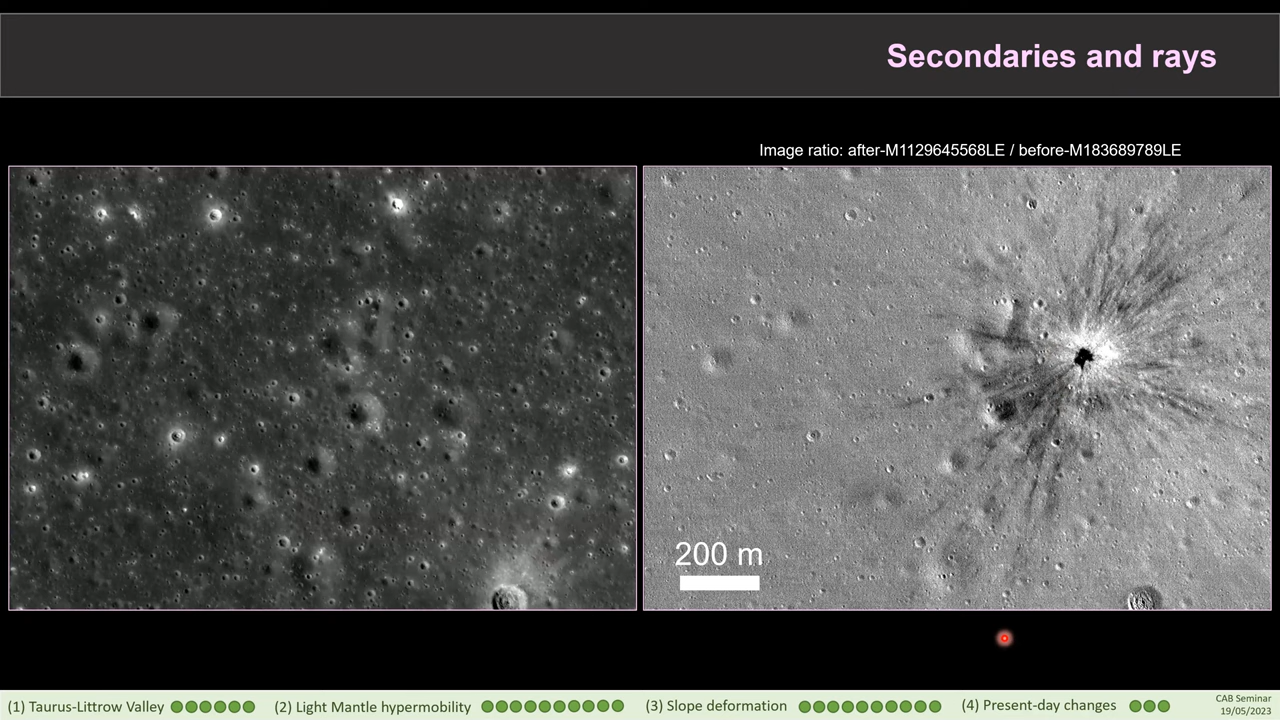 Secondaries and rays
Image ratio: after-M1129645568LE / before-M183689789LE
200 m
(1) Taurus-Littrow Valley
(2) Light Mantle hypermobility
(3) Slope deformation
(4) Present-day changes
CAB Seminar
19/05/2023